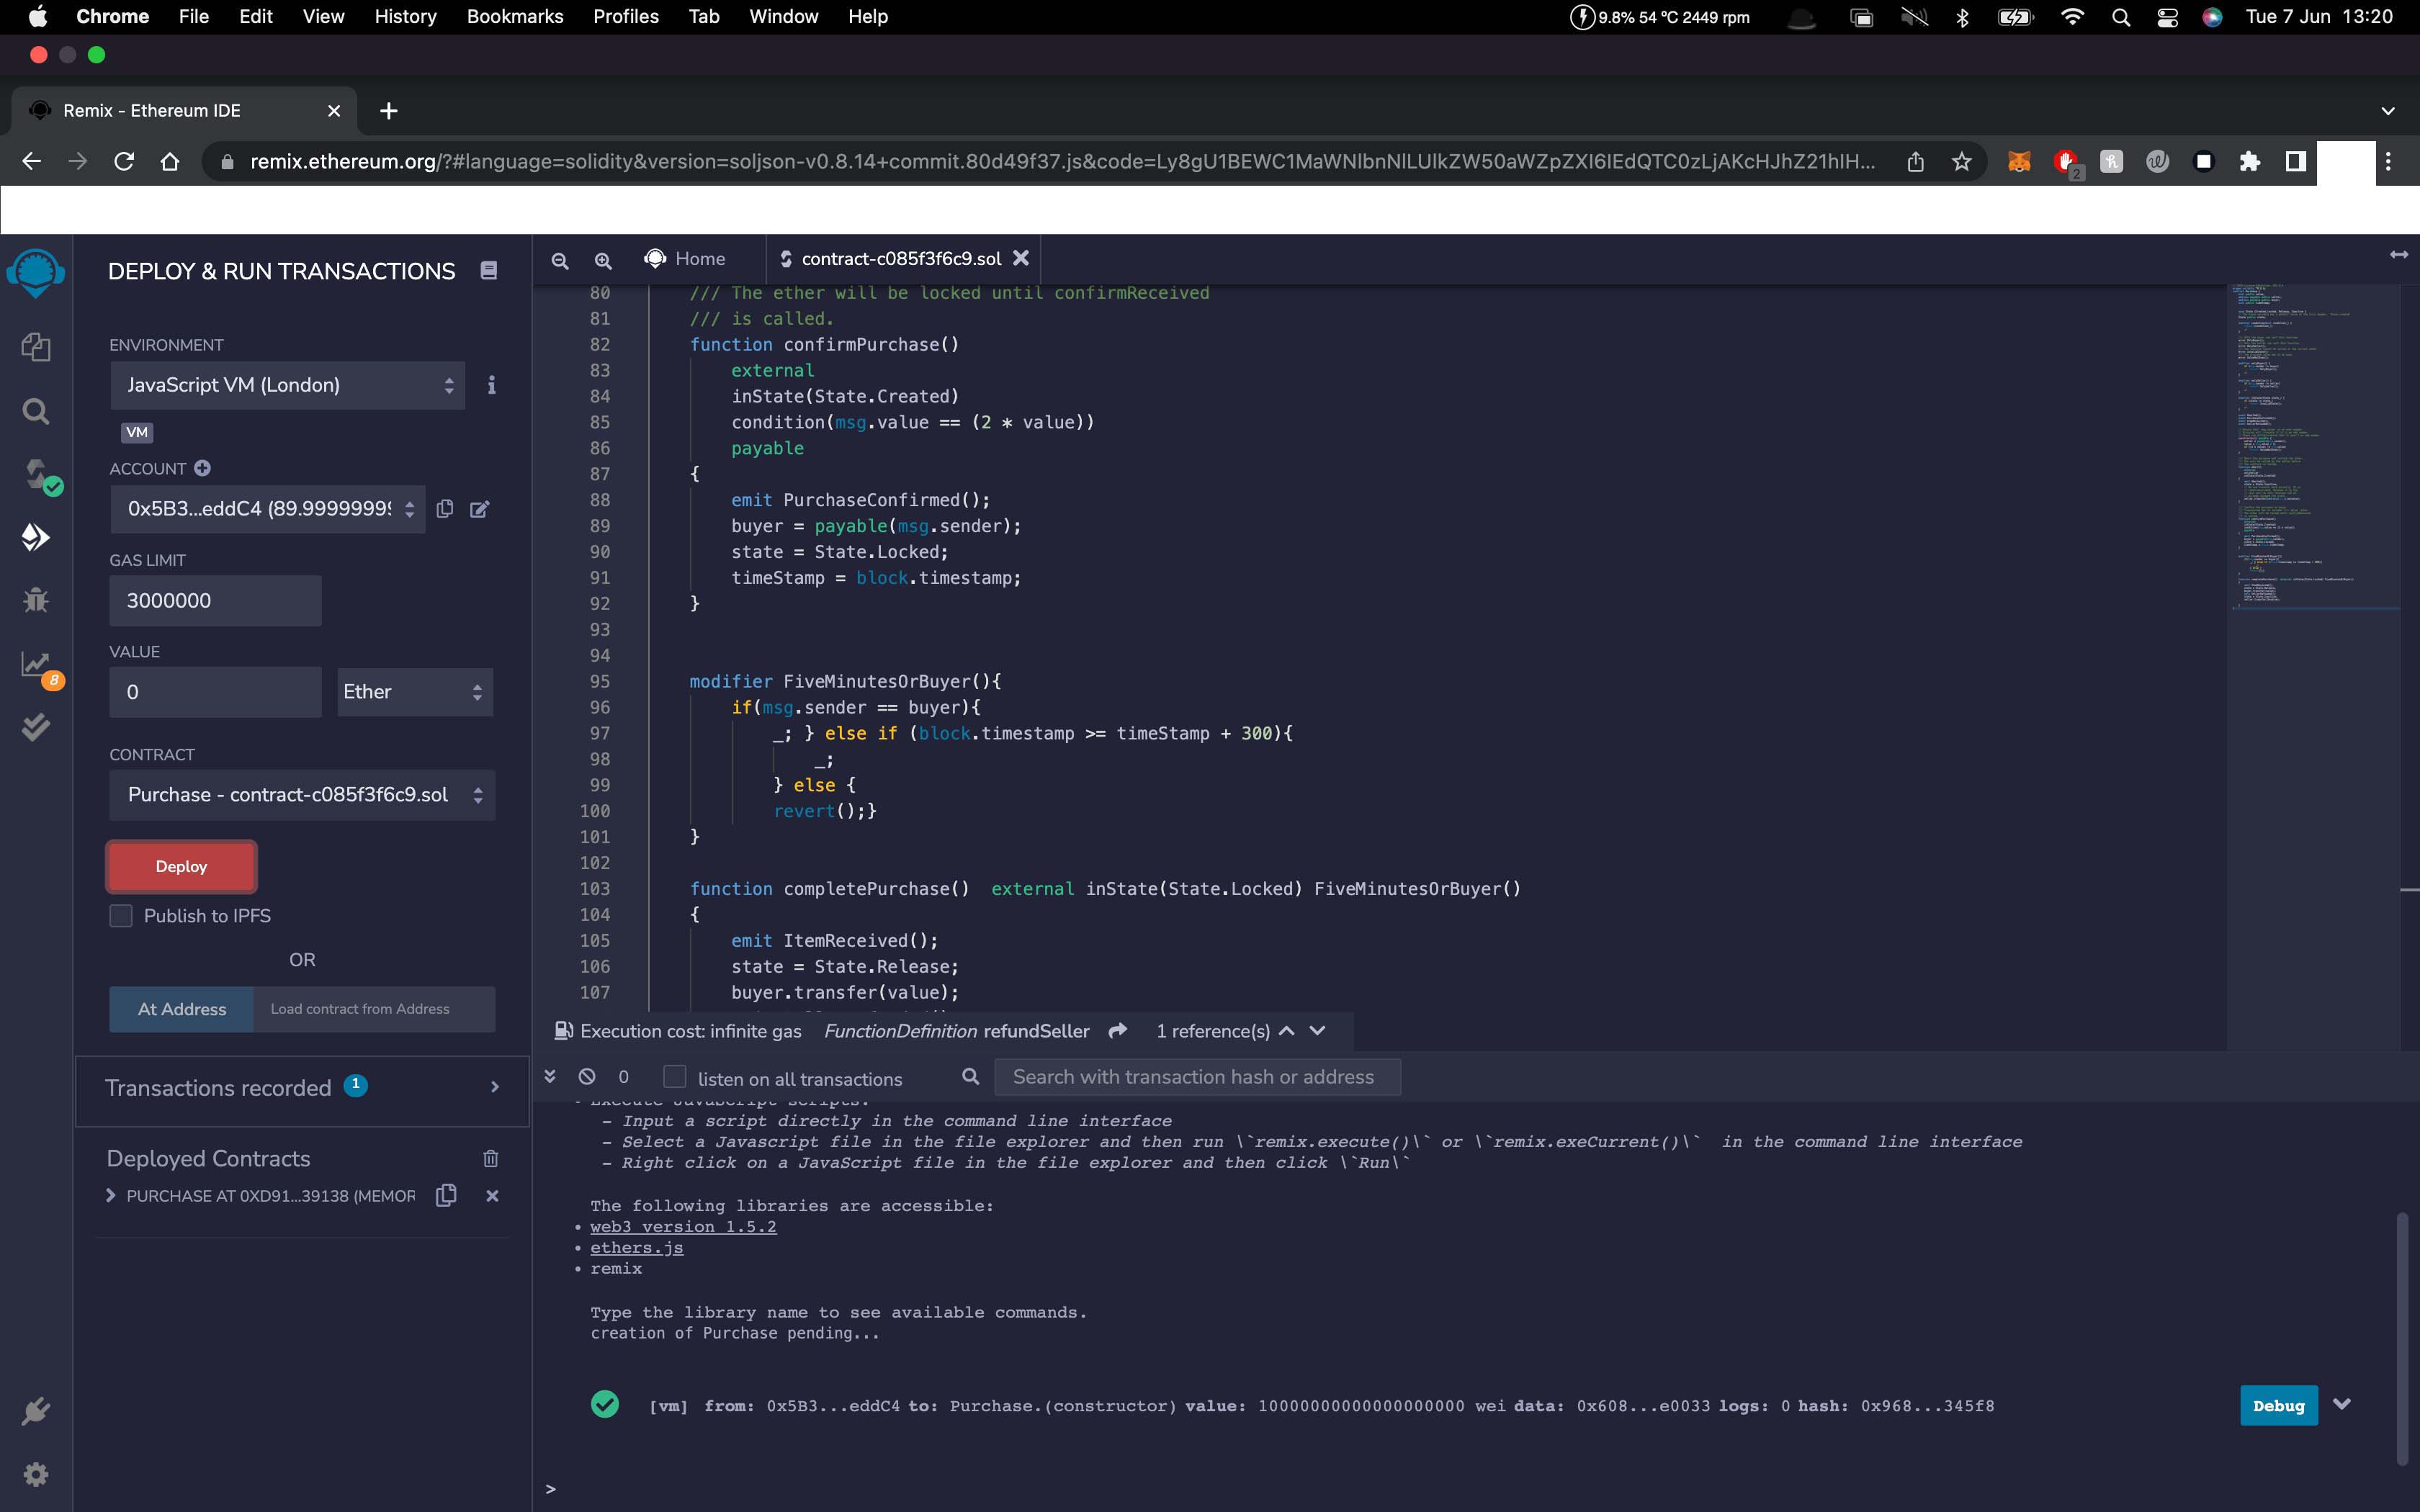 Chrome File Edit View History Bookmarks Profiles Tab Window Help 9.8% 54 °C 2449 rpm Tue 7 Jun 13:20
Remix - Ethereum IDE
remix.ethereum.org/?#language=solidity&version=soljson-v0.8.14+commit.80d49f37.js&code=Ly8gU1BEWC1MaWNlbnNlLUlkZW50aWZpZXI6IEdQTC0zLjAKcHJhZ21hIH... 2
DEPLOY & RUN TRANSACTIONS
ENVIRONMENT
JavaScript VM (London)
VM
ACCOUNT
0x5B3...eddC4 (89.9999999
GAS LIMIT
3000000
VALUE
0 Ether
8
CONTRACT
Purchase - contract-c085f3f6c9.sol
Deploy
Publish to IPFS
OR
At Address Load contract from Address
Transactions recorded 1
Deployed Contracts
PURCHASE AT 0XD91...39138 (MEMOR
Home contract-c085f3f6c9.sol
80 /// The ether will be locked until confirmReceived
81 /// is called.
82 function confirmPurchase()
83 external
84 inState(State.Created)
85 condition(msg.value == (2 * value))
86 payable
87 {
88 emit PurchaseConfirmed();
89 buyer = payable(msg.sender);
90 state = State.Locked;
91 timeStamp = block.timestamp;
92 }
93
94
95 modifier FiveMinutesOrBuyer(){
96 if(msg.sender == buyer){
97 _; } else if (block.timestamp >= timeStamp + 300){
98 _;
99 } else {
100 revert();}
101 }
102
103 function completePurchase()  external inState(State.Locked) FiveMinutesOrBuyer()
104 {
105 emit ItemReceived();
106 state = State.Release;
107 buyer.transfer(value);
Execution cost: infinite gas FunctionDefinition refundSeller 1 reference(s)
0 listen on all transactions Search with transaction hash or address
• Execute JavaScript scripts:
- Input a script directly in the command line interface
- Select a Javascript file in the file explorer and then run \`remix.execute()\` or \`remix.exeCurrent()\`  in the command line interface
- Right click on a JavaScript file in the file explorer and then click \`Run\`
The following libraries are accessible:
• web3 version 1.5.2
• ethers.js
• remix
Type the library name to see available commands.
creation of Purchase pending...
[vm] from: 0x5B3...eddC4 to: Purchase.(constructor) value: 10000000000000000000 wei data: 0x608...e0033 logs: 0 hash: 0x968...345f8 Debug
>